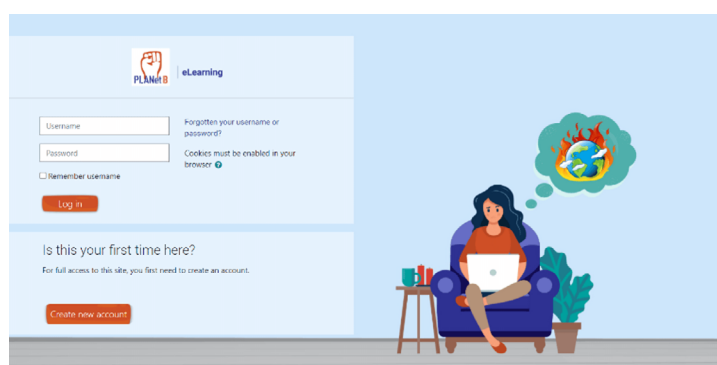 PLANet B
eLearning
Username
Forgotten your username or
password?
Password
Cookies must be enabled in your
browser
Remember username
Log in
Is this your first time here?
For full access to this site, you first need to create an account.
Create new account